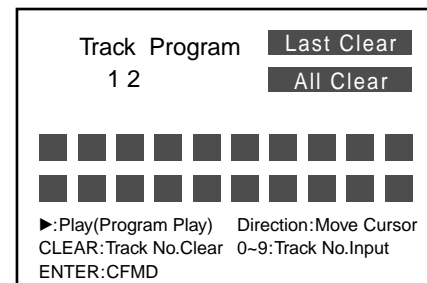 Track Program Last Clear
1 2 All Clear
►:Play(Program Play) Direction:Move Cursor
CLEAR:Track No.Clear 0~9:Track No.Input
ENTER:CFMD